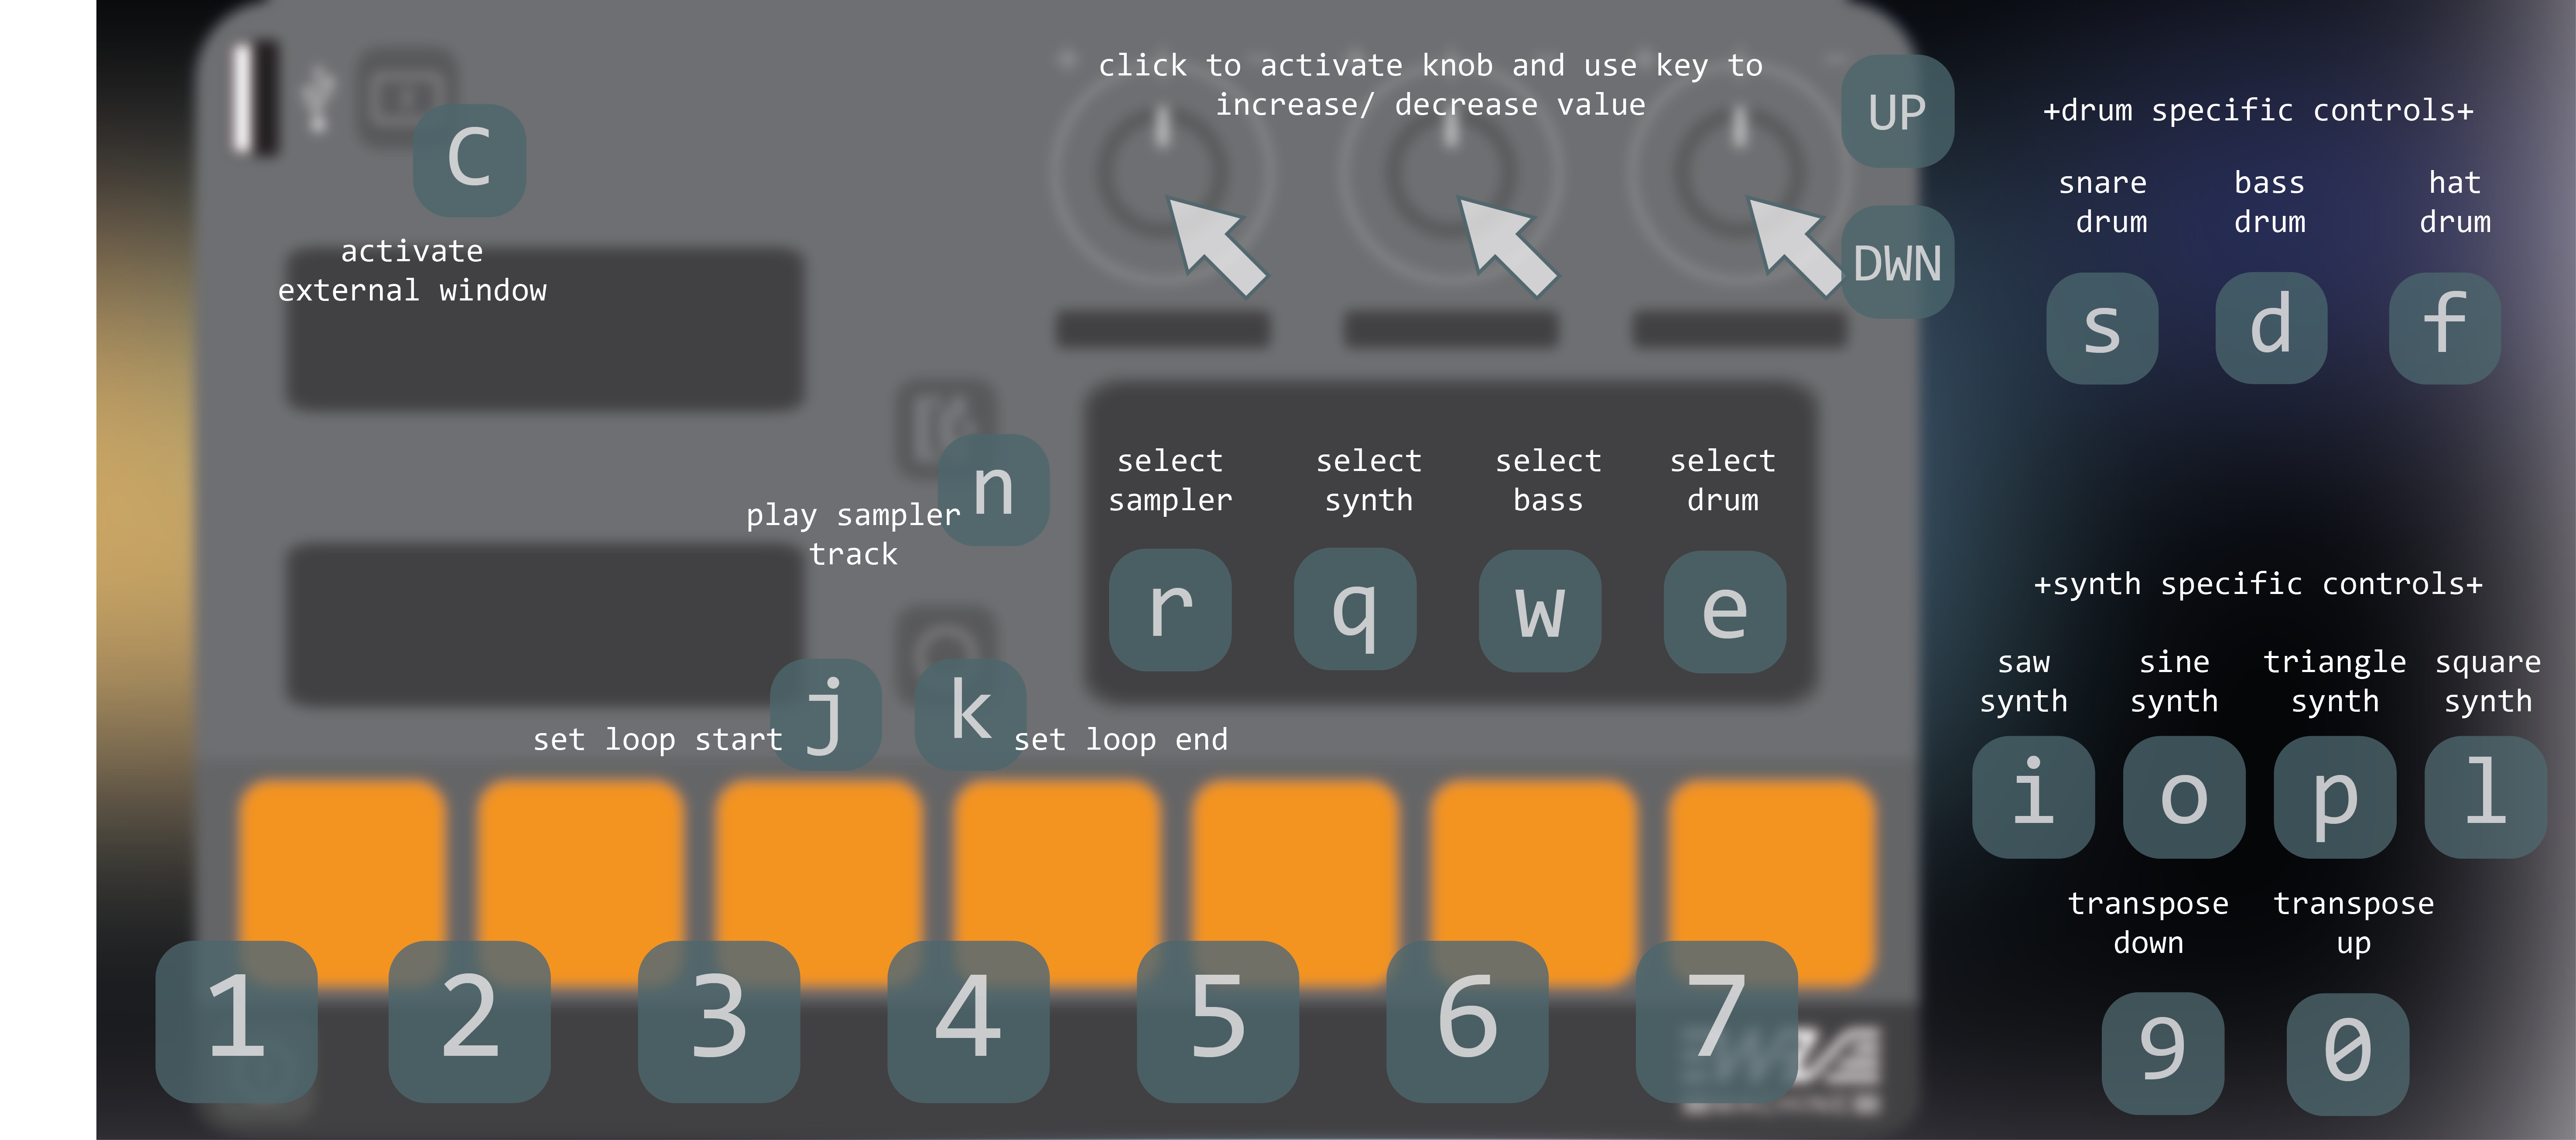 click to activate knob and use key to
increase/ decrease value
UP
DWN
C
activate
external window
n
play sampler
track
select
sampler
select
synth
select
bass
select
drum
r
q
w
e
j
k
set loop start
set loop end
1
2
3
4
5
6
7
+drum specific controls+
snare
drum
bass
drum
hat
drum
s
d
f
+synth specific controls+
saw
synth
sine
synth
triangle
synth
square
synth
i
o
p
l
transpose
down
transpose
up
9
0